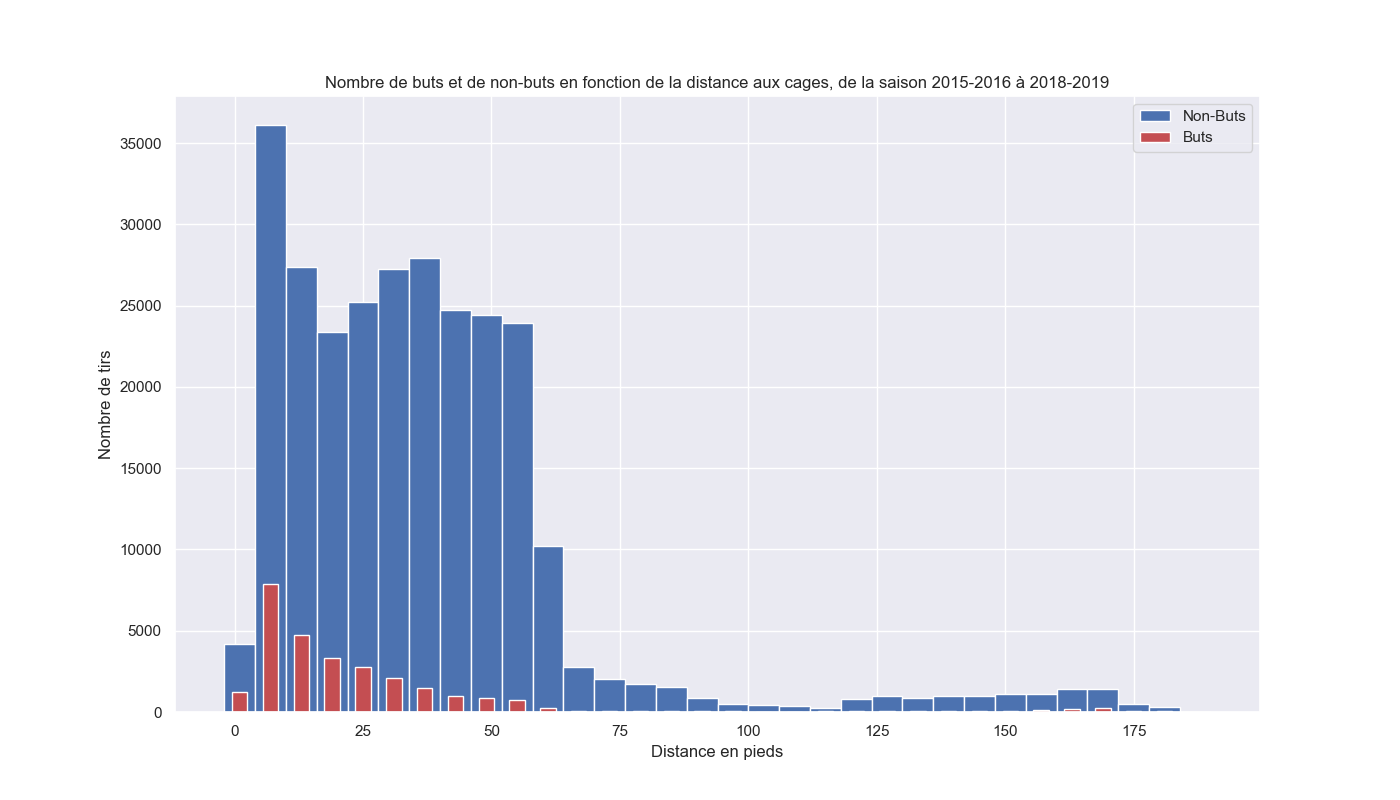 Nombre de buts et de non-buts en fonction de la distance aux cages, de la saison 2015-2016 à 2018-2019
Non-Buts
Buts
Nombre de tirs
35000
30000
25000
20000
15000
10000
5000
0
0 25 50 75 100 125 150 175
Distance en pieds